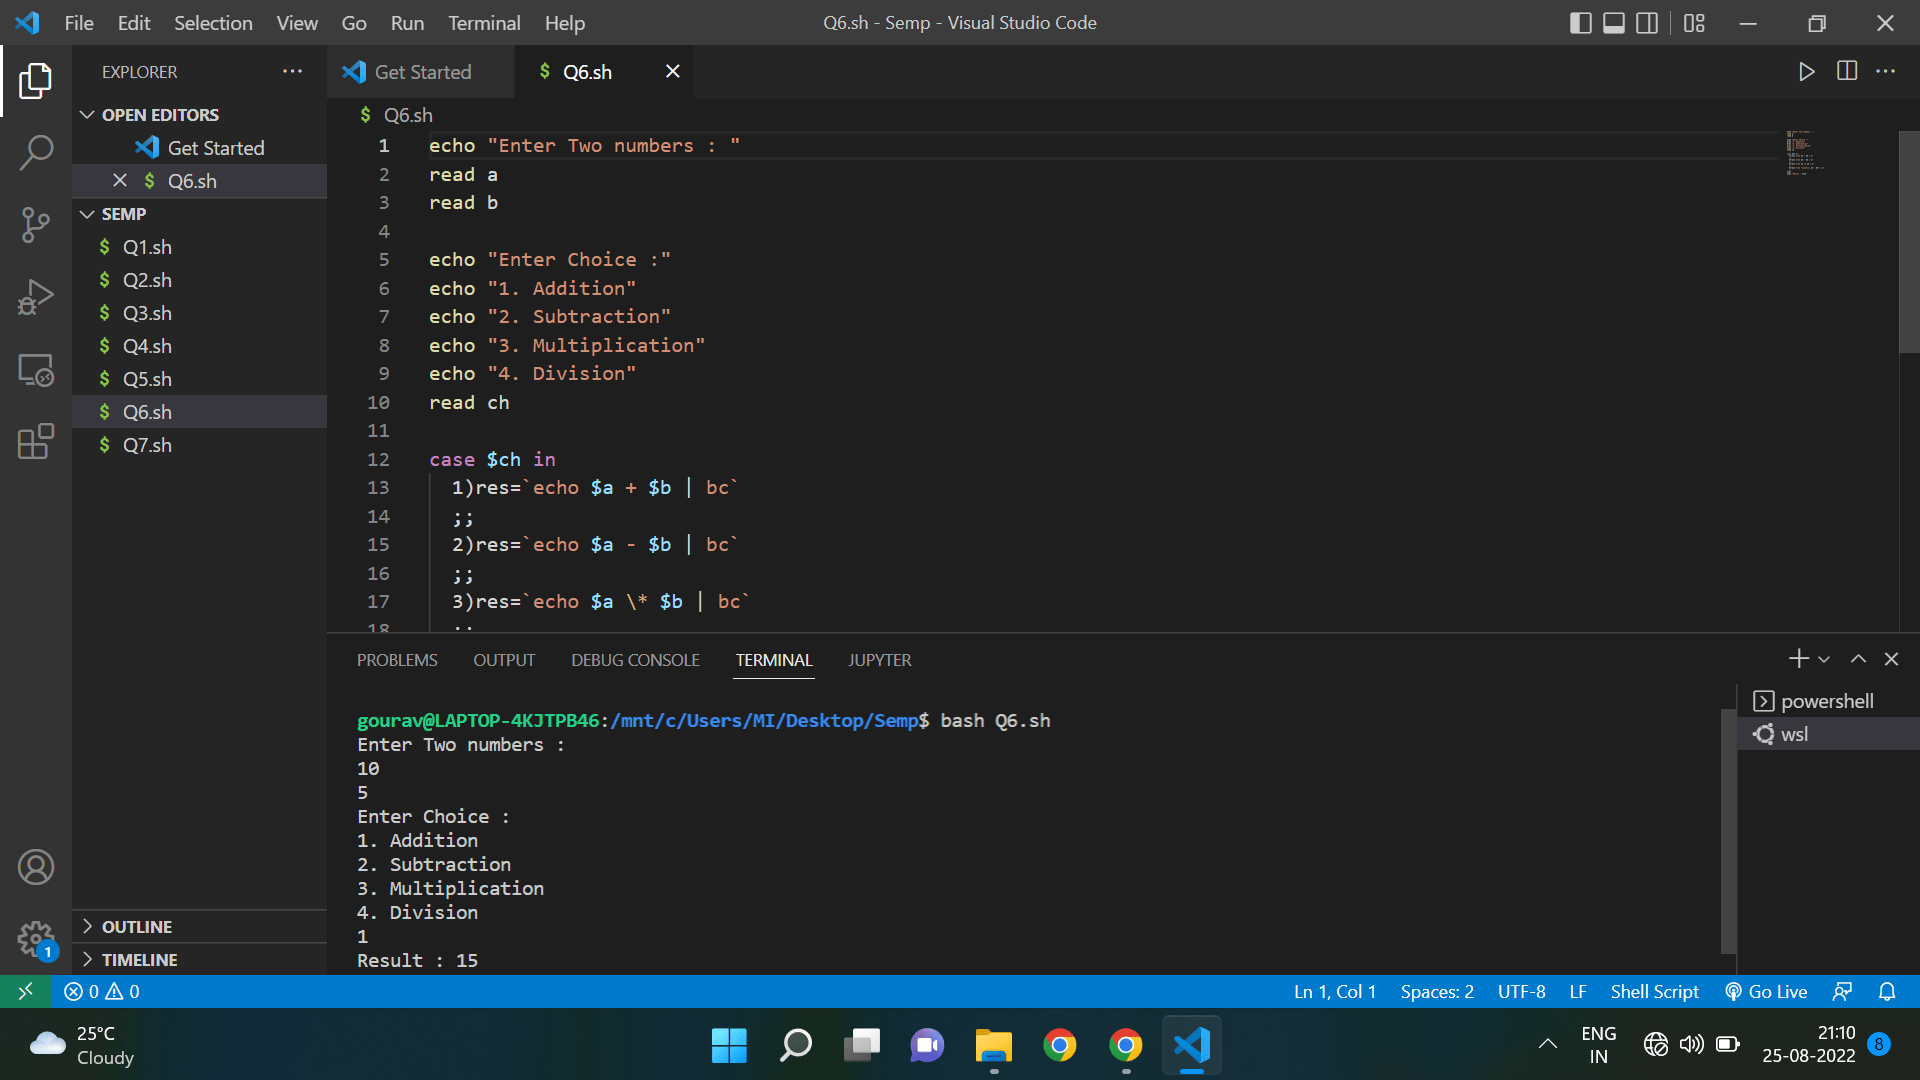 File Edit Selection View Go Run Terminal Help
Q6.sh - Semp - Visual Studio Code
EXPLORER
OPEN EDITORS
Get Started
Q6.sh
SEMP
$ Q1.sh
$ Q2.sh
$ Q3.sh
$ Q4.sh
$ Q5.sh
$ Q6.sh
$ Q7.sh
OUTLINE
TIMELINE
Get Started
$ Q6.sh
$ Q6.sh
1 echo "Enter Two numbers : "
2 read a
3 read b
4
5 echo "Enter Choice :"
6 echo "1. Addition"
7 echo "2. Subtraction"
8 echo "3. Multiplication"
9 echo "4. Division"
10 read ch
11
12 case $ch in
13 1)res=`echo $a + $b | bc`
14 ;;
15 2)res=`echo $a - $b | bc`
16 ;;
17 3)res=`echo $a \* $b | bc`
18 ;;
PROBLEMS OUTPUT DEBUG CONSOLE TERMINAL JUPYTER
gourav@LAPTOP-4KJTPB46:/mnt/c/Users/MI/Desktop/Semp$ bash Q6.sh
Enter Two numbers :
10
5
Enter Choice :
1. Addition
2. Subtraction
3. Multiplication
4. Division
1
Result : 15
powershell
wsl
1
0 0
Ln 1, Col 1 Spaces: 2 UTF-8 LF Shell Script Go Live
25°C
Cloudy
ENG
IN
21:10
25-08-2022
8